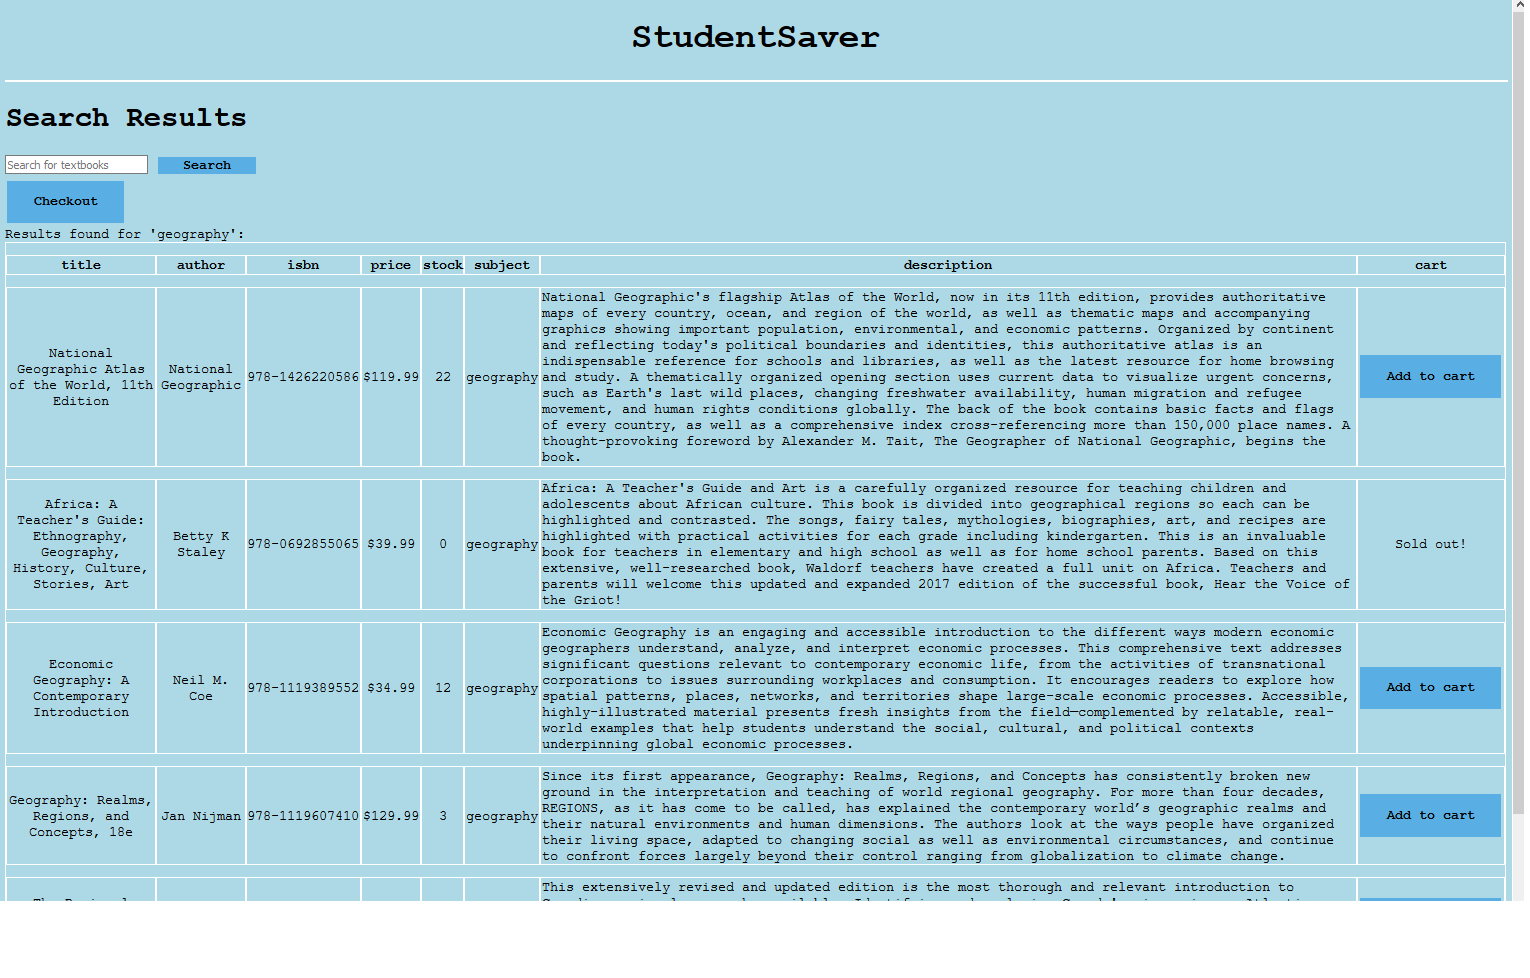 StudentSaver
Search Results
Search for textbooks
Search
Checkout
Results found for 'geography':
title author isbn price stock subject description cart
National
Geographic Atlas
of the World, 11th
Edition
National
Geographic
978-1426220586
$119.99
22
geography
National Geographic's flagship Atlas of the World, now in its 11th edition, provides authoritative
maps of every country, ocean, and region of the world, as well as thematic maps and accompanying
graphics showing important population, environmental, and economic patterns. Organized by continent
and reflecting today's political boundaries and identities, this authoritative atlas is an
indispensable reference for schools and libraries, as well as the latest resource for home browsing
and study. A thematically organized opening section uses current data to visualize urgent concerns,
such as Earth's last wild places, changing freshwater availability, human migration and refugee
movement, and human rights conditions globally. The back of the book contains basic facts and flags
of every country, as well as a comprehensive index cross-referencing more than 150,000 place names. A
thought-provoking foreword by Alexander M. Tait, The Geographer of National Geographic, begins the
book.
Add to cart
Africa: A
Teacher's Guide:
Ethnography,
Geography,
History, Culture,
Stories, Art
Betty K
Staley
978-0692855065
$39.99
0
geography
Africa: A Teacher's Guide and Art is a carefully organized resource for teaching children and
adolescents about African culture. This book is divided into geographical regions so each can be
highlighted and contrasted. The songs, fairy tales, mythologies, biographies, art, and recipes are
highlighted with practical activities for each grade including kindergarten. This is an invaluable
book for teachers in elementary and high school as well as for home school parents. Based on this
extensive, well-researched book, Waldorf teachers have created a full unit on Africa. Teachers and
parents will welcome this updated and expanded 2017 edition of the successful book, Hear the Voice of
the Griot!
Sold out!
Economic
Geography: A
Contemporary
Introduction
Neil M.
Coe
978-1119389552
$34.99
12
geography
Economic Geography is an engaging and accessible introduction to the different ways modern economic
geographers understand, analyze, and interpret economic processes. This comprehensive text addresses
significant questions relevant to contemporary economic life, from the activities of transnational
corporations to issues surrounding workplaces and consumption. It encourages readers to explore how
spatial patterns, places, networks, and territories shape large-scale economic processes. Accessible,
highly-illustrated material presents fresh insights from the field—complemented by relatable, real-
world examples that help students understand the social, cultural, and political contexts
underpinning global economic processes.
Add to cart
Geography: Realms,
Regions, and
Concepts, 18e
Jan Nijman
978-1119607410
$129.99
3
geography
Since its first appearance, Geography: Realms, Regions, and Concepts has consistently broken new
ground in the interpretation and teaching of world regional geography. For more than four decades,
REGIONS, as it has come to be called, has explained the contemporary world’s geographic realms and
their natural environments and human dimensions. The authors look at the ways people have organized
their living space, adapted to changing social as well as environmental circumstances, and continue
to confront forces largely beyond their control ranging from globalization to climate change.
Add to cart
This extensively revised and updated edition is the most thorough and relevant introduction to